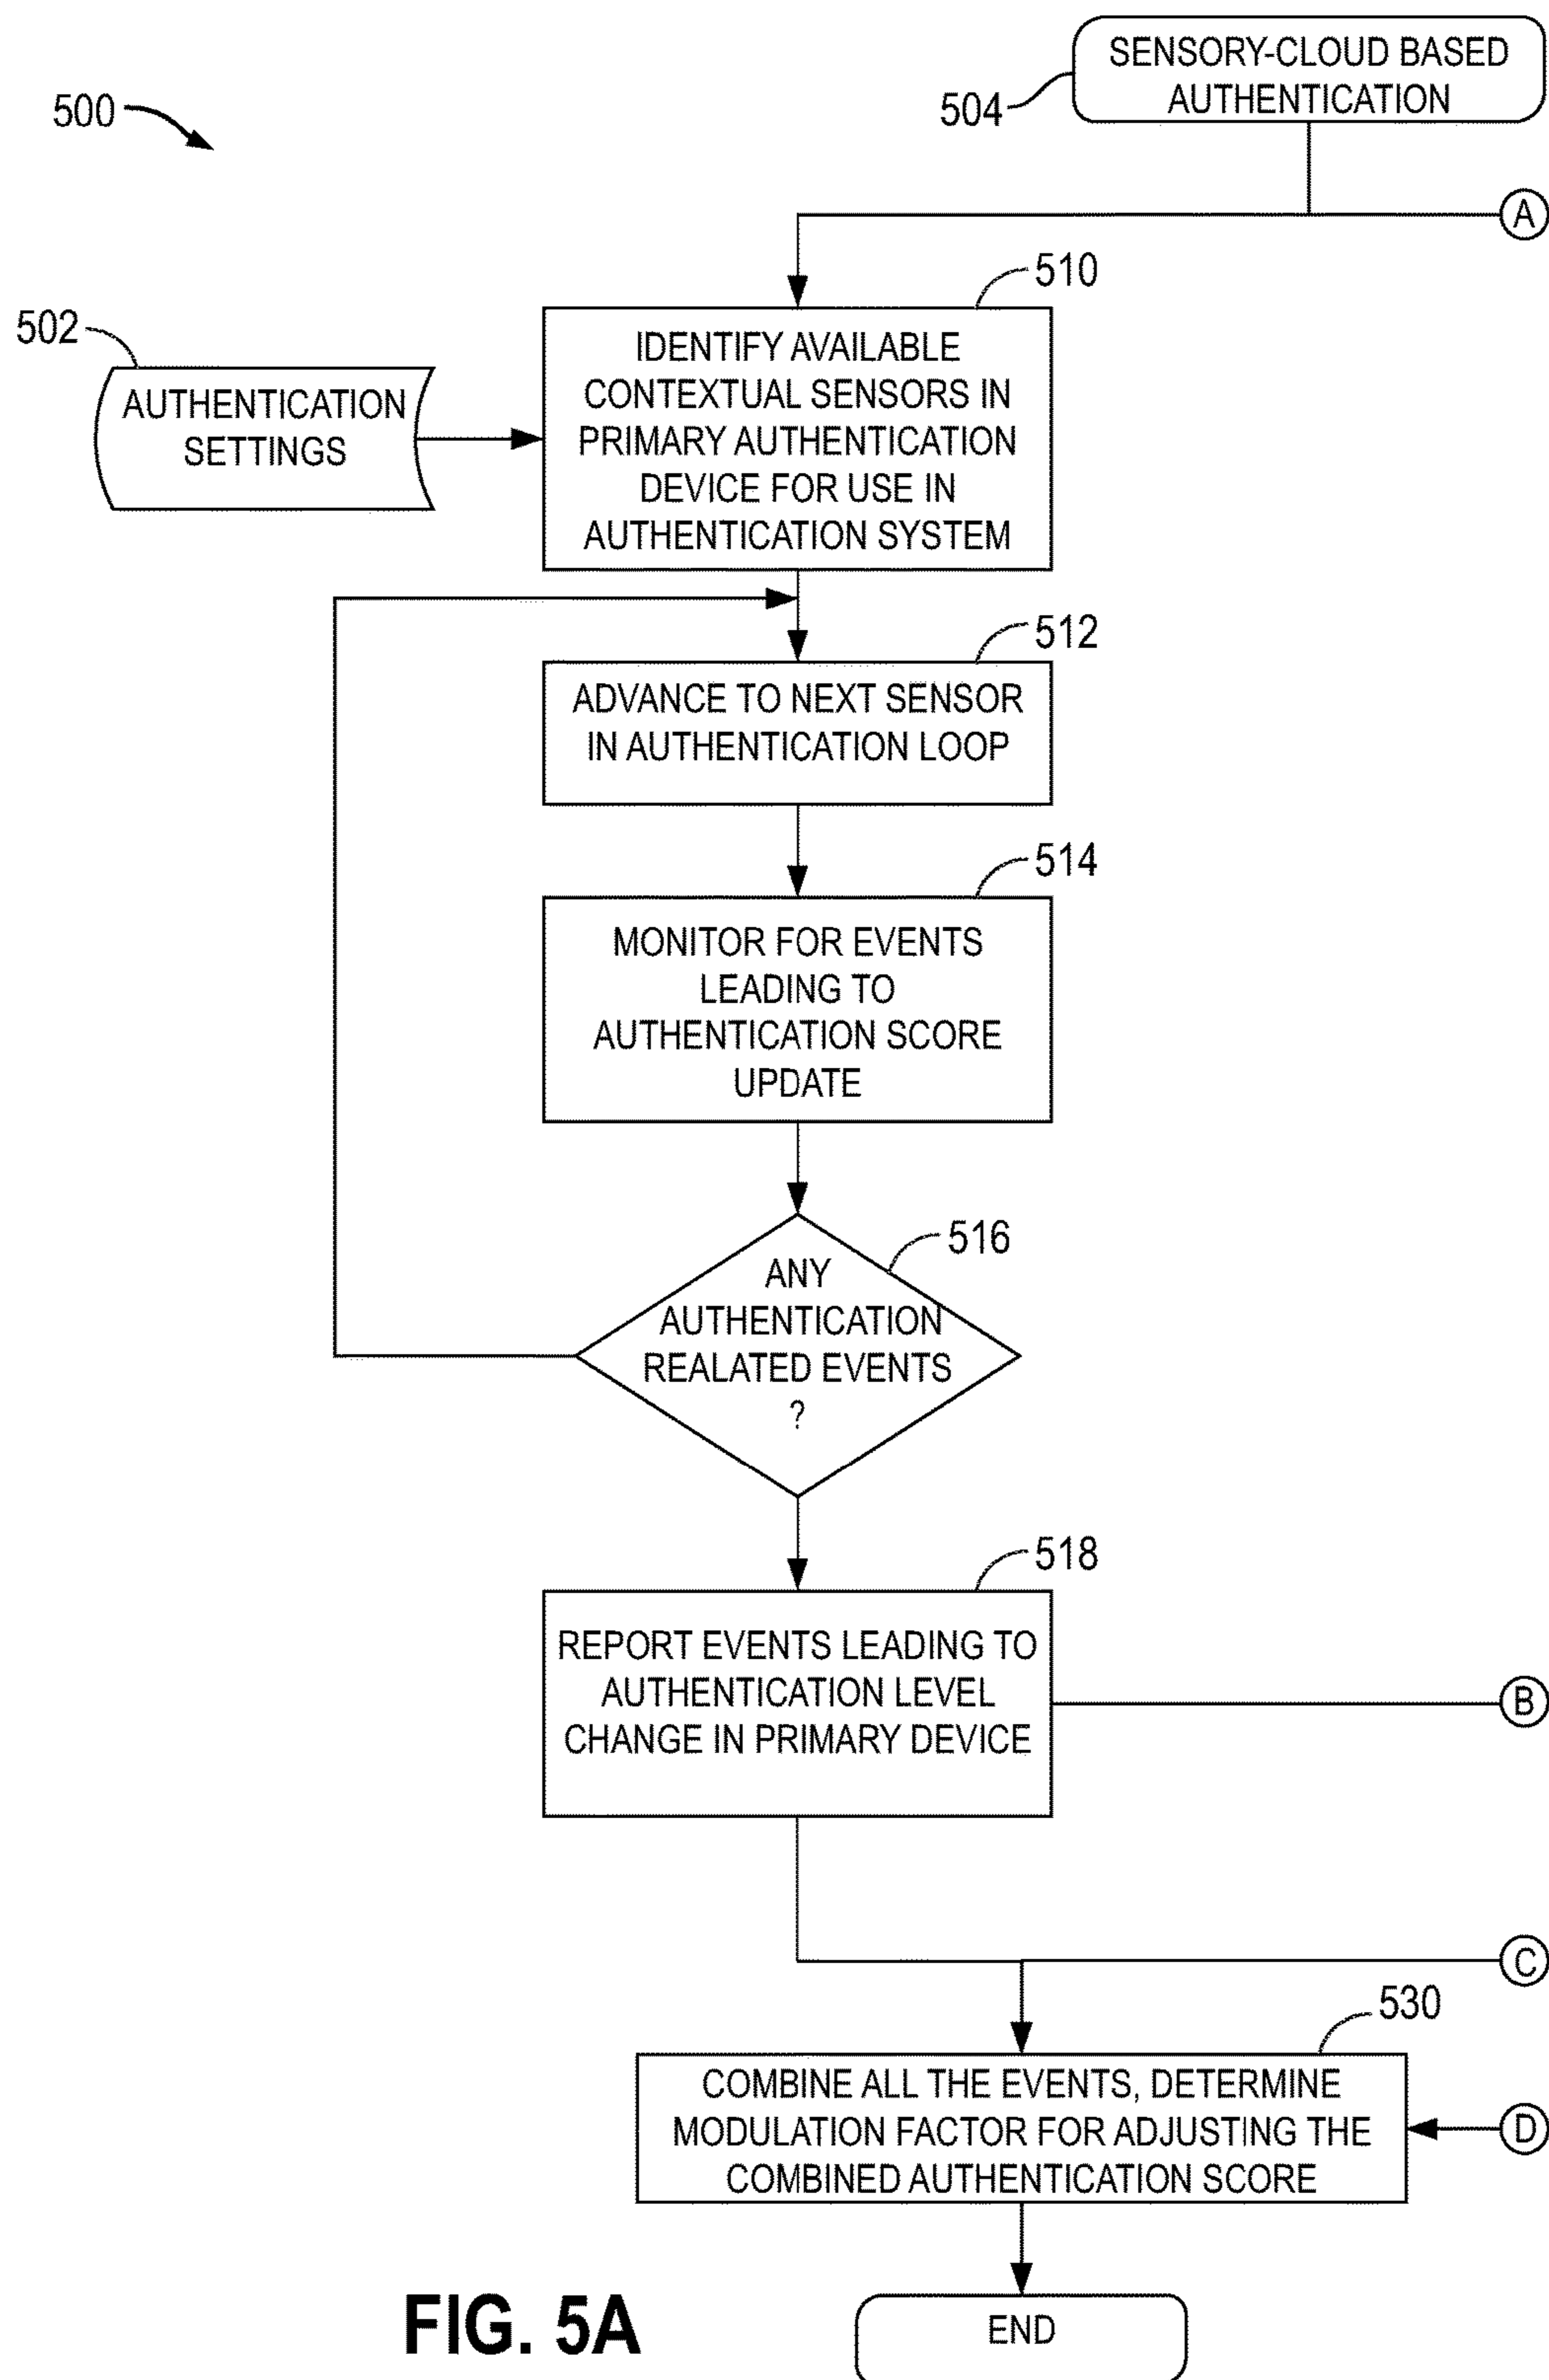 SENSORY-CLOUD BASED
AUTHENTICATION
504
500
A
510
502
IDENTIFY AVAILABLE
CONTEXTUAL SENSORS IN
PRIMARY AUTHENTICATION
DEVICE FOR USE IN
AUTHENTICATION SYSTEM
AUTHENTICATION
SETTINGS
512
ADVANCE TO NEXT SENSOR
IN AUTHENTICATION LOOP
514
MONITOR FOR EVENTS
LEADING TO
AUTHENTICATION SCORE
UPDATE
516
ANY
AUTHENTICATION
REALATED EVENTS
?
518
REPORT EVENTS LEADING TO
AUTHENTICATION LEVEL
CHANGE IN PRIMARY DEVICE
B
C
530
COMBINE ALL THE EVENTS, DETERMINE
MODULATION FACTOR FOR ADJUSTING THE
COMBINED AUTHENTICATION SCORE
D
END
FIG. 5A